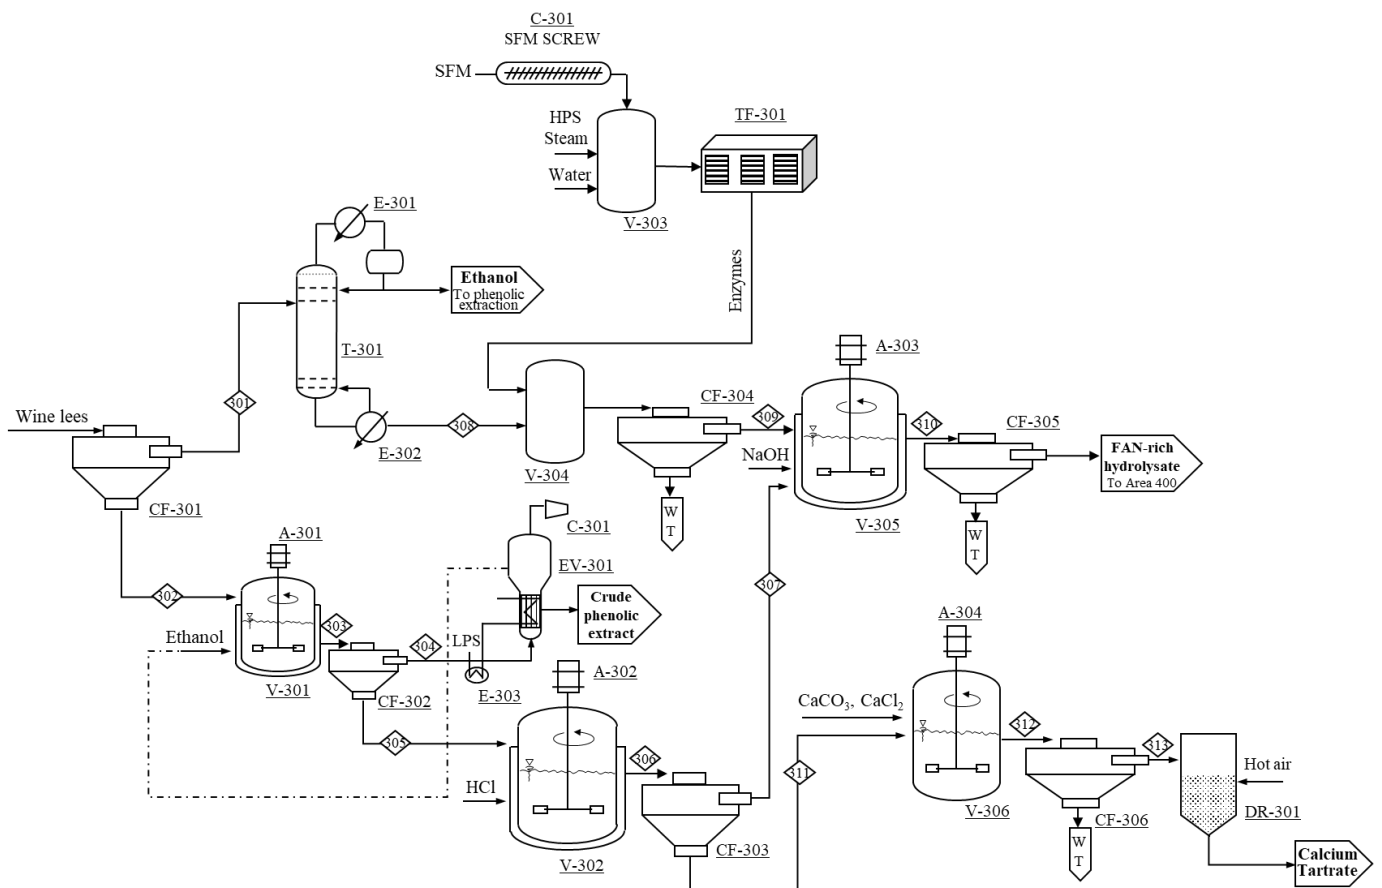 C-301
SFM SCREW
SFM
HPS
Steam
Water
V-303
TF-301
E-301
Ethanol
To phenolic
extraction
T-301
Enzymes
301
Wine lees
CF-301
E-302
308
V-304
CF-304
309
W
T
A-303
NaOH
V-305
310
CF-305
W
T
FAN-rich
hydrolysate
To Area 400
302
A-301
Ethanol
V-301
303
CF-302
304
LPS
E-303
C-301
EV-301
Crude
phenolic
extract
305
A-302
HCl
V-302
306
CF-303
307
311
CaCO3, CaCl2
A-304
V-306
312
CF-306
W
T
313
Hot air
DR-301
Calcium
Tartrate